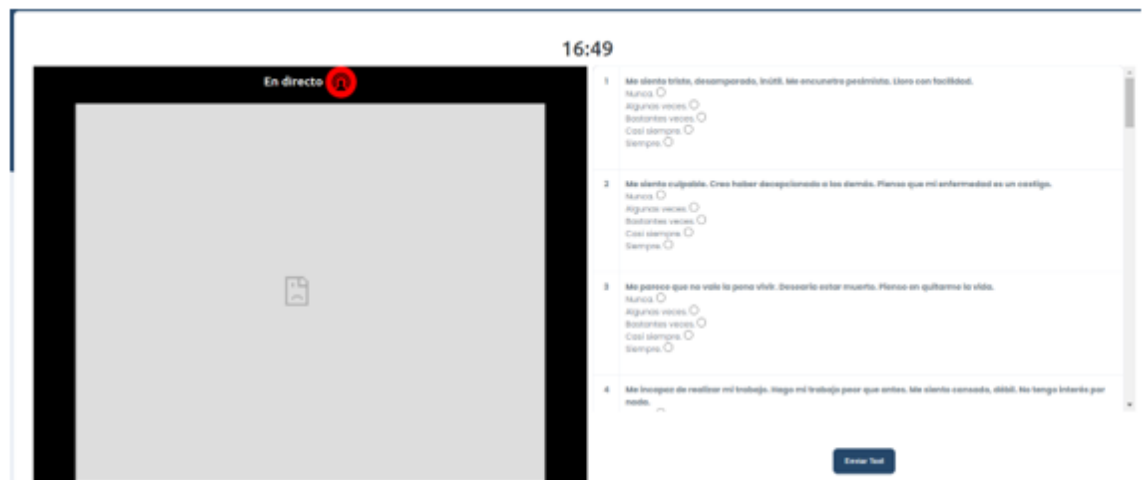 16:49
En directo
1 Me siento triste, desamparado, inútil. Me encuentro pesimista. Lloro con facilidad.
Nunca.
Algunas veces.
Bastantes veces.
Casi siempre.
Siempre.
2 Me siento culpable. Creo haber decepcionado a los demás. Pienso que mi enfermedad es un castigo.
Nunca.
Algunas veces.
Bastantes veces.
Casi siempre.
Siempre.
3 Me parece que no vale la pena vivir. Desearía estar muerto. Pienso en quitarme la vida.
Nunca.
Algunas veces.
Bastantes veces.
Casi siempre.
Siempre.
4 Me incapaz de realizar mi trabajo. Hago mi trabajo peor que antes. Me siento cansado, débil. No tengo interés por
nada.
Enviar Test